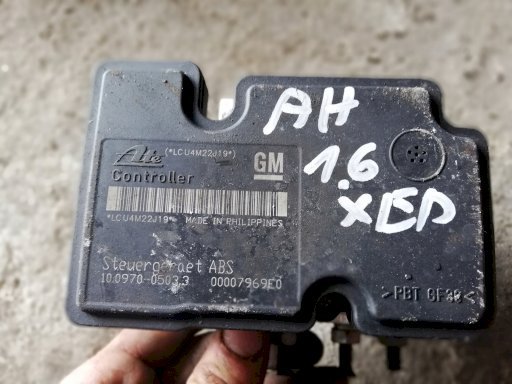 AH
1.6
XED
Ate (*LCU4M22J19*)
GM
Controller
*LCU4M22J19* MADE IN PHILIPPINES
Steuergeraet ABS
10.0970-0503.3 00007969E0
>PBT GF30<